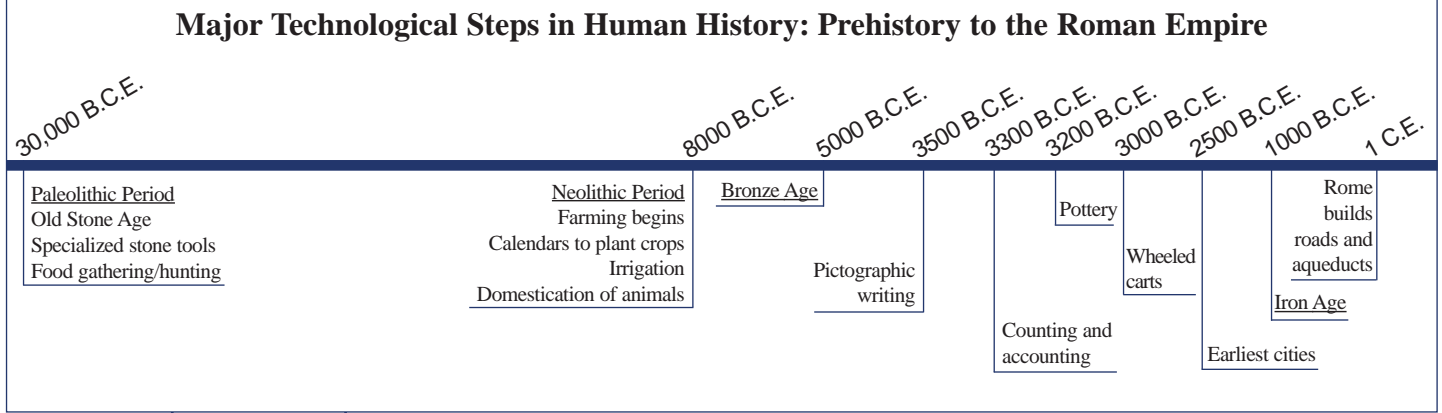 Major Technological Steps in Human History: Prehistory to the Roman Empire
30,000 B.C.E.
8000 B.C.E.
5000 B.C.E.
3500 B.C.E.
3300 B.C.E.
3200 B.C.E.
3000 B.C.E.
2500 B.C.E.
1000 B.C.E.
1 C.E.
Paleolithic Period
Old Stone Age
Specialized stone tools
Food gathering/hunting
Neolithic Period
Farming begins
Calendars to plant crops
Irrigation
Domestication of animals
Bronze Age
Pictographic
writing
Counting and
accounting
Pottery
Wheeled
carts
Earliest cities
Iron Age
Rome
builds
roads and
aqueducts